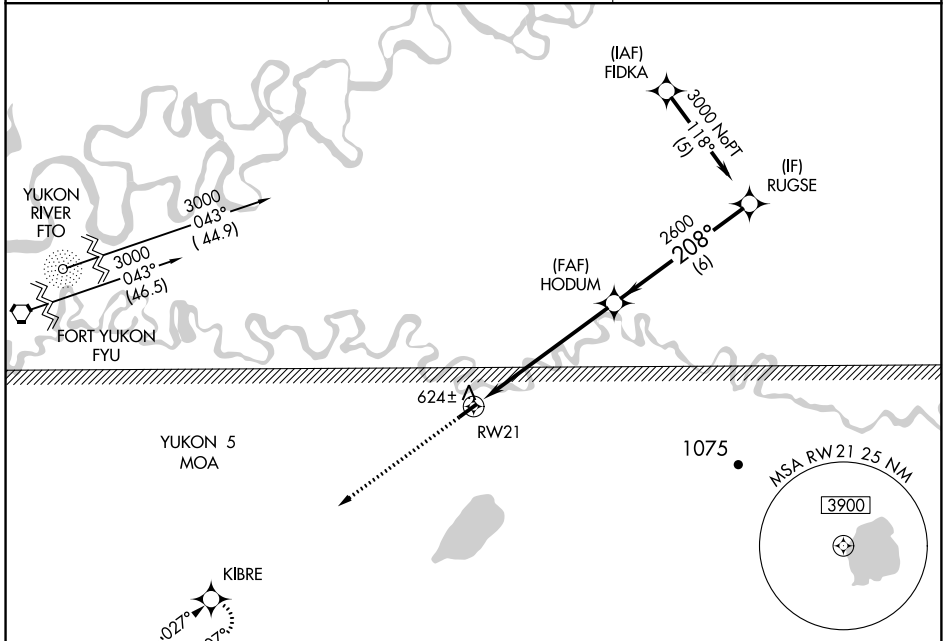 (IAF)
FIDKA
3000 NoPT
118°
(5)
(IF)
RUGSE
YUKON
RIVER
FTO
3000
043°
( 44.9)
3000
043°
(46.5)
2600
208°
(6)
(FAF)
HODUM
FORT YUKON
FYU
624±
RW21
YUKON 5
MOA
1075
MSA RW 21 25 NM
3900
KIBRE
027°